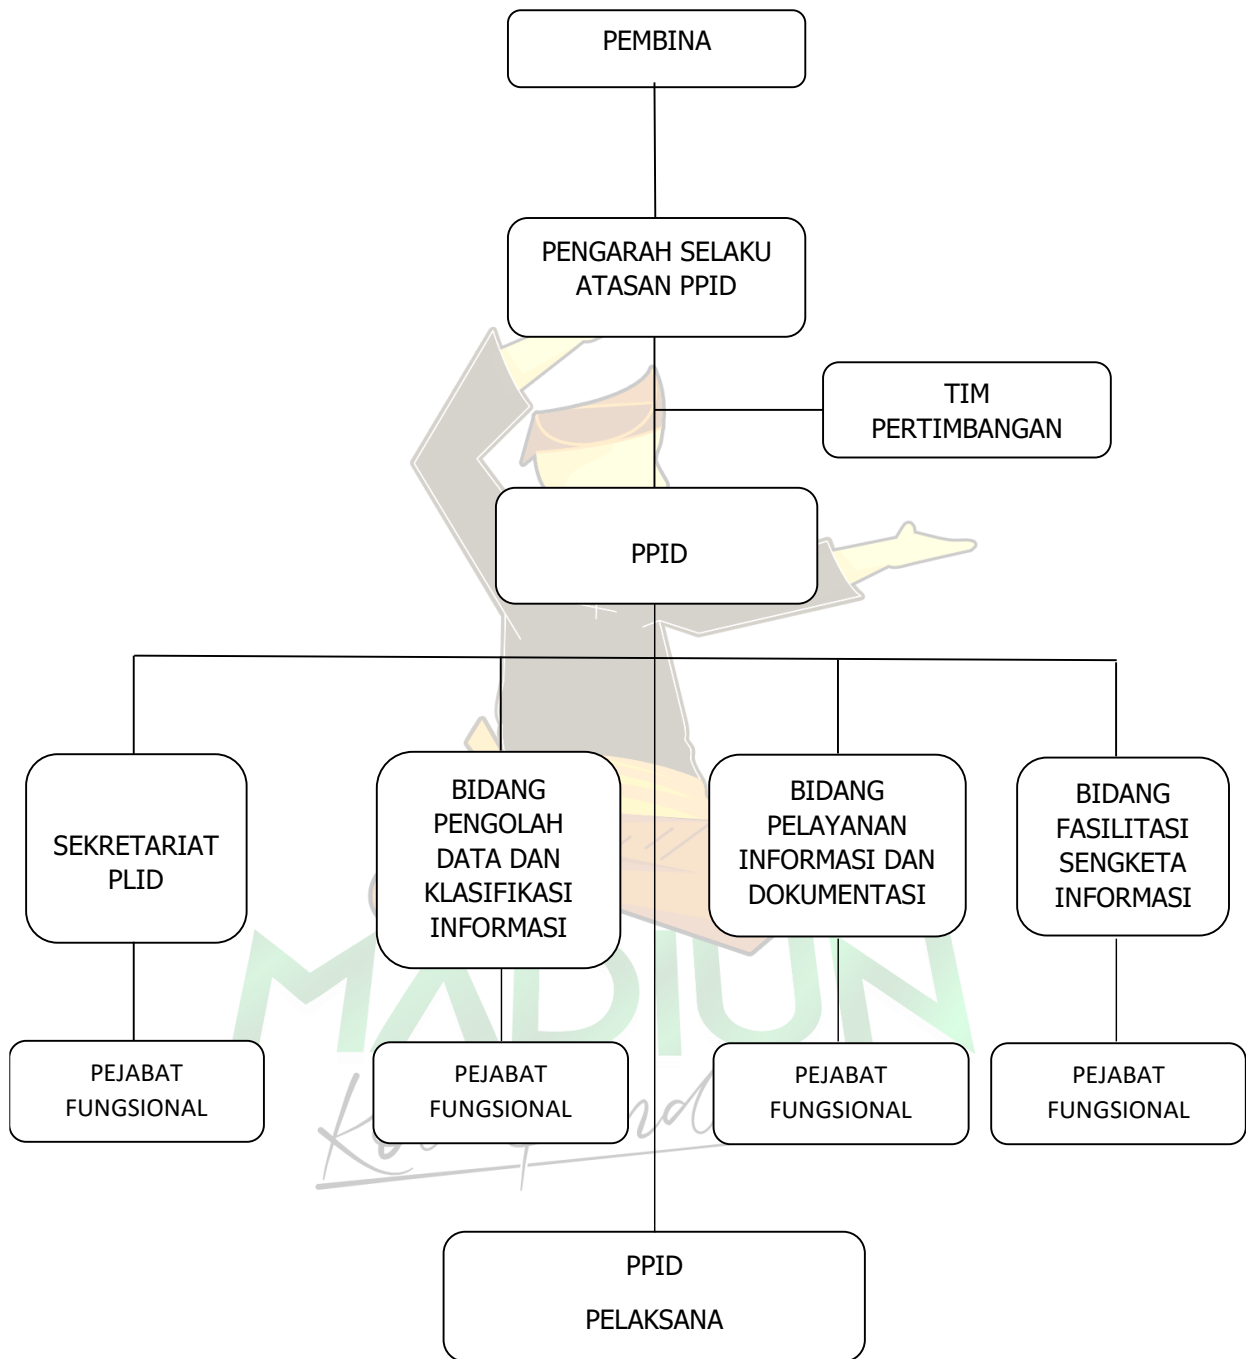 PEMBINA
PENGARAH SELAKU
ATASAN PPID
TIM
PERTIMBANGAN
PPID
SEKRETARIAT
PLID
BIDANG
PENGOLAH
DATA DAN
KLASIFIKASI
INFORMASI
BIDANG
PELAYANAN
INFORMASI DAN
DOKUMENTASI
BIDANG
FASILITASI
SENGKETA
INFORMASI
MADIUN
PEJABAT
FUNGSIONAL
PEJABAT
FUNGSIONAL
PEJABAT
FUNGSIONAL
PEJABAT
FUNGSIONAL
PPID
PELAKSANA